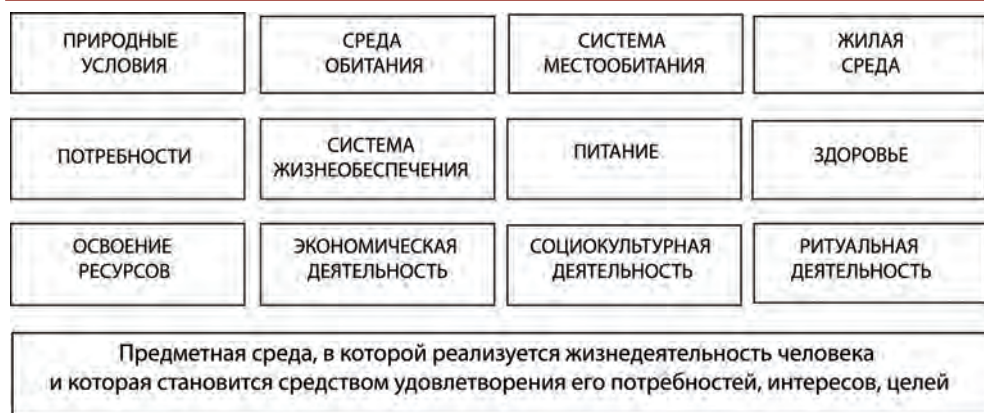 ПРИРОДНЫЕ
УСЛОВИЯ
СРЕДА
ОБИТАНИЯ
СИСТЕМА
МЕСТООБИТАНИЯ
ЖИЛАЯ
СРЕДА
ПОТРЕБНОСТИ
СИСТЕМА
ЖИЗНЕОБЕСПЕЧЕНИЯ
ПИТАНИЕ
ЗДОРОВЬЕ
ОСВОЕНИЕ
РЕСУРСОВ
ЭКОНОМИЧЕСКАЯ
ДЕЯТЕЛЬНОСТЬ
СОЦИОКУЛЬТУРНАЯ
ДЕЯТЕЛЬНОСТЬ
РИТУАЛЬНАЯ
ДЕЯТЕЛЬНОСТЬ
Предметная среда, в которой реализуется жизнедеятельность человека
и которая становится средством удовлетворения его потребностей, интересов, целей